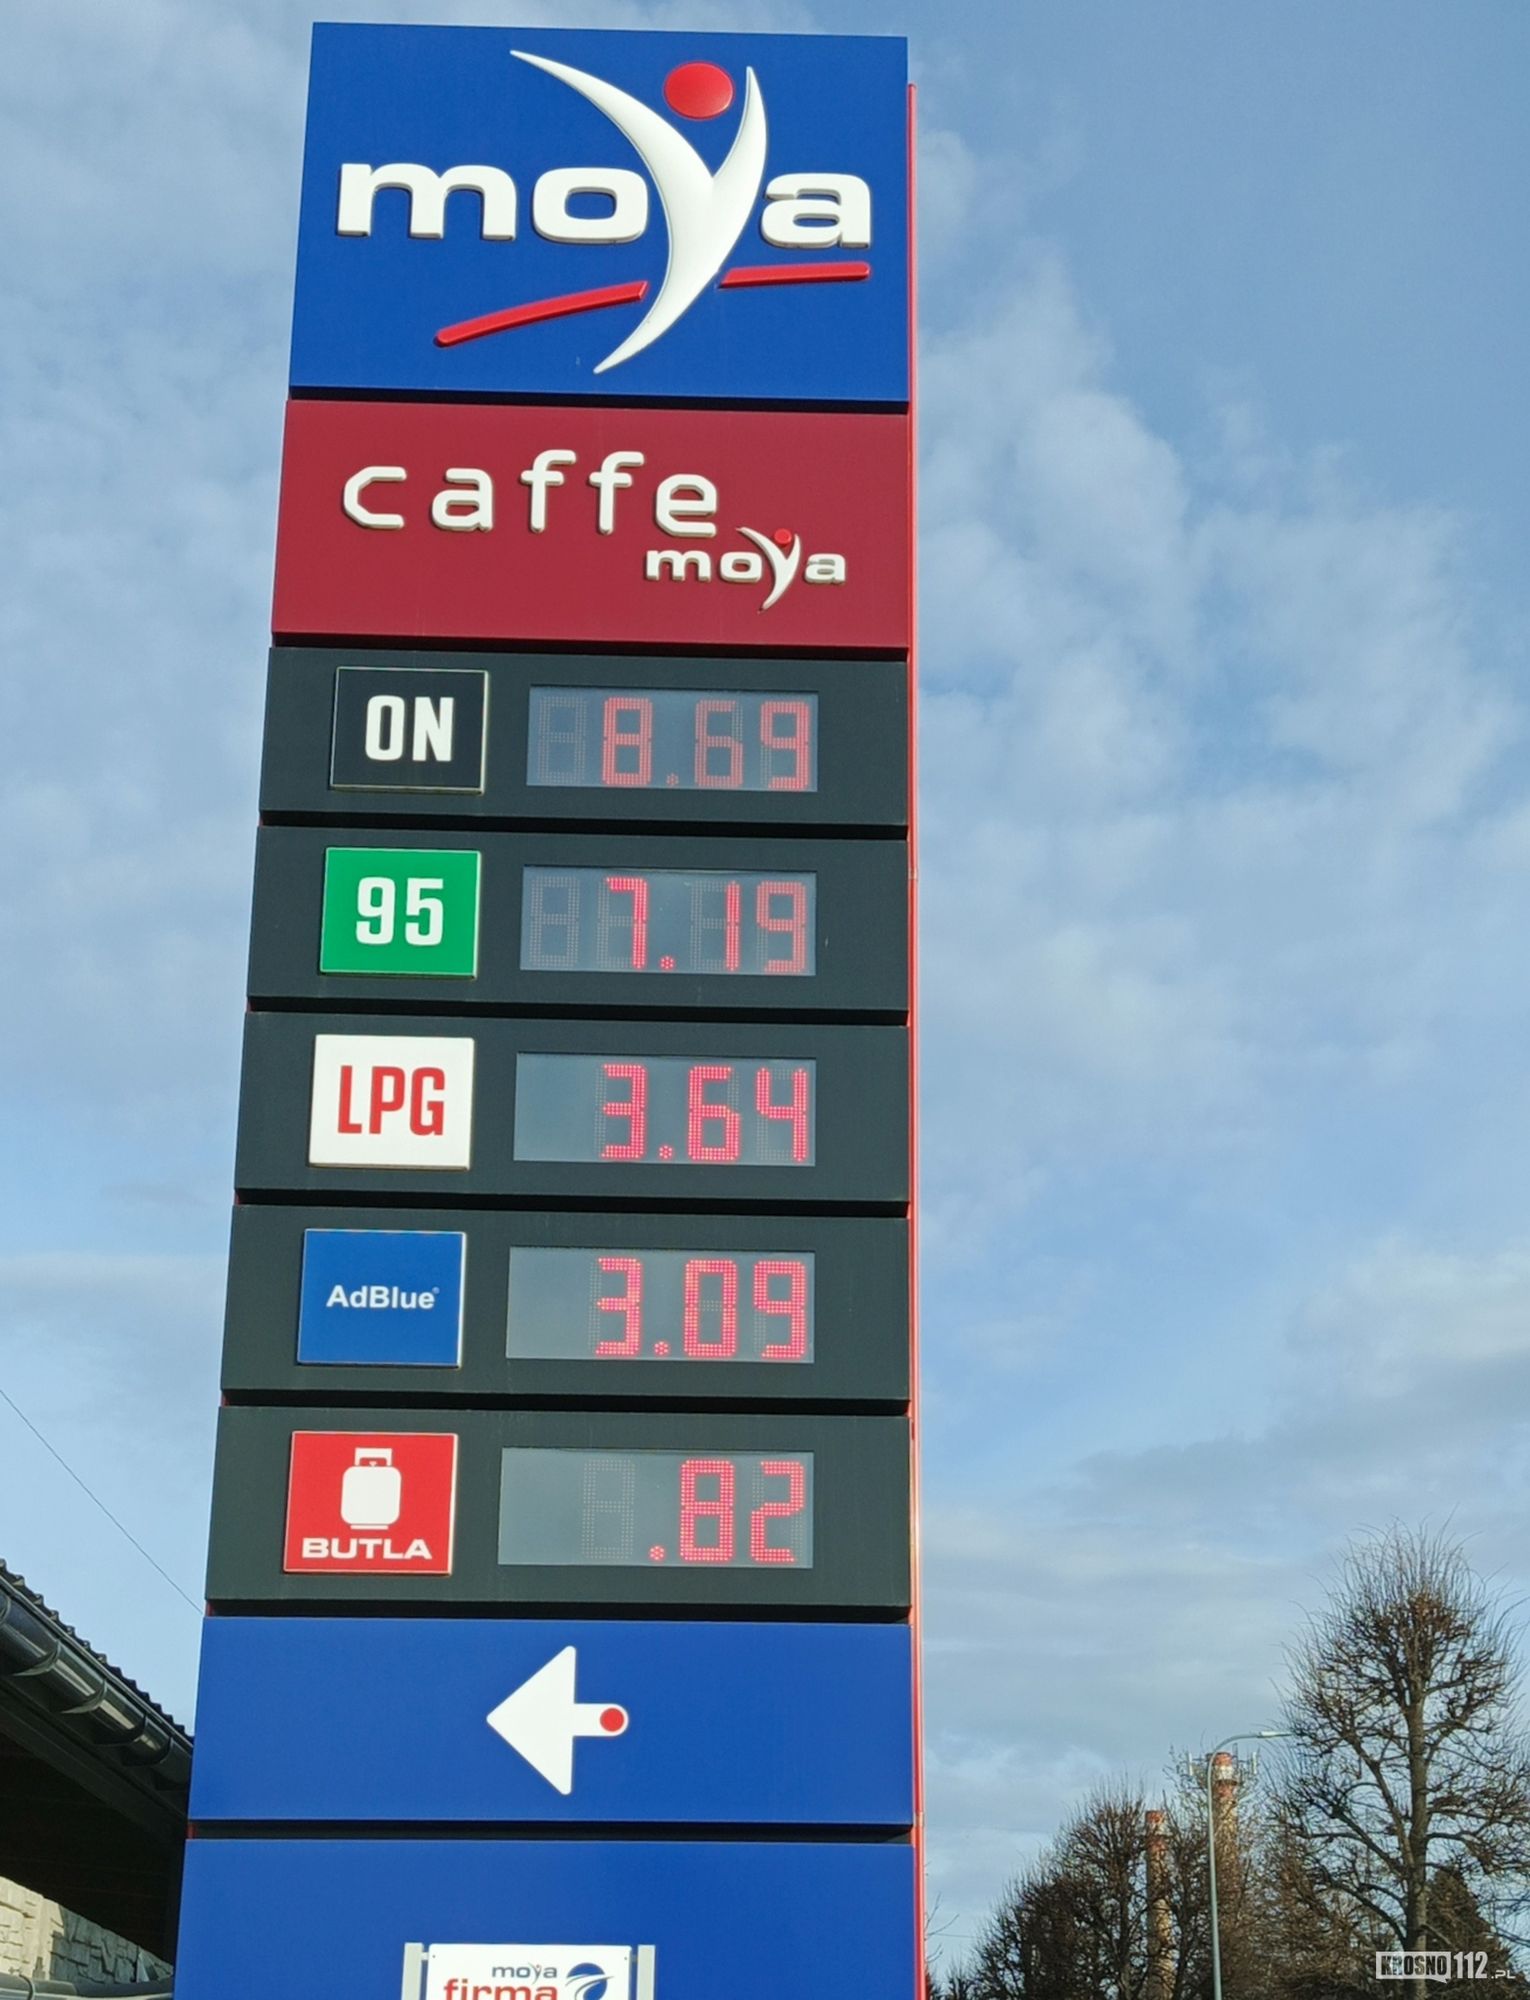 moya
caffe
moya
ON 8.69
95 7.19
LPG 3.64
AdBlue® 3.09
BUTLA .82
moya
firma
KROSNO112.PL